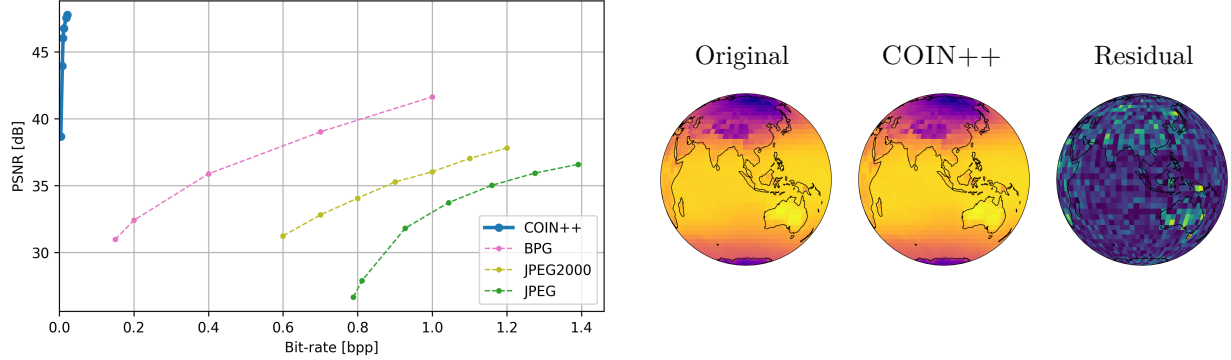 PSNR [dB]
45
40
35
30
0.0 0.2 0.4 0.6 0.8 1.0 1.2 1.4
Bit-rate [bpp]
COIN++
BPG
JPEG2000
JPEG
Original COIN++ Residual